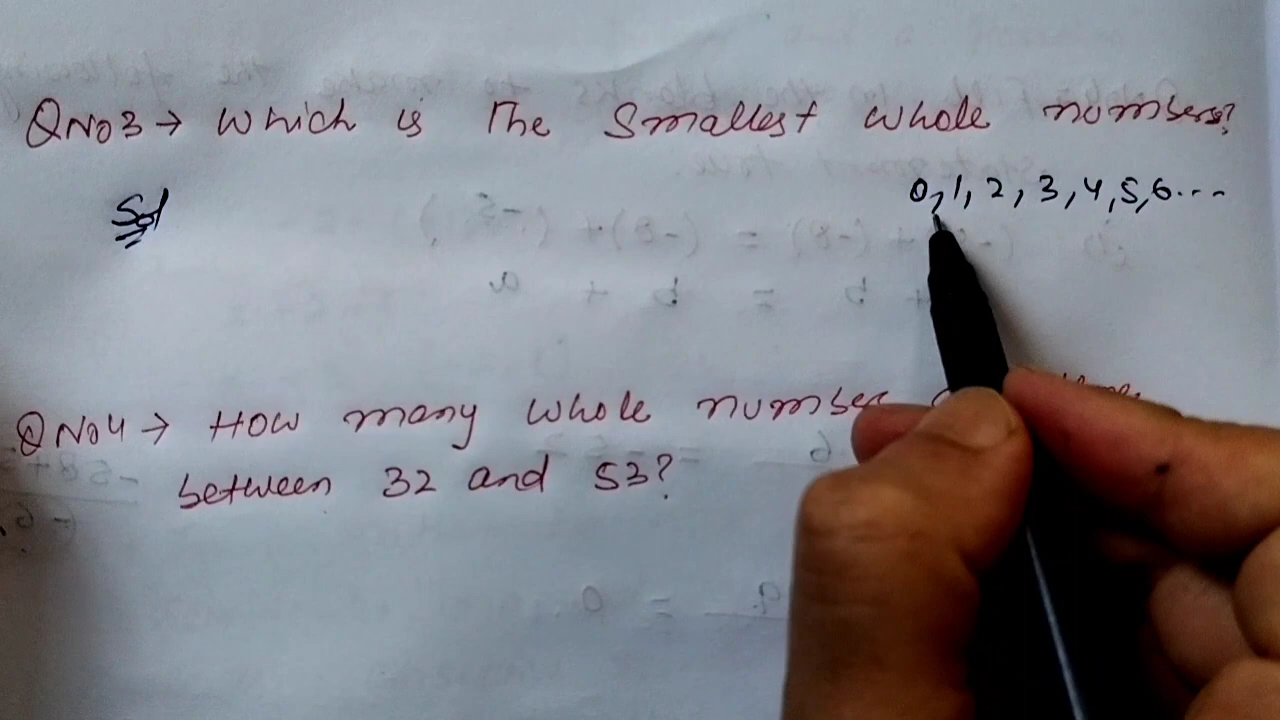 QNo3→ Which is The Smallest Whole numbers?
Sol
0, 1, 2, 3, 4, 5, 6...
QNo4→ How many whole number
between 32 and 53?